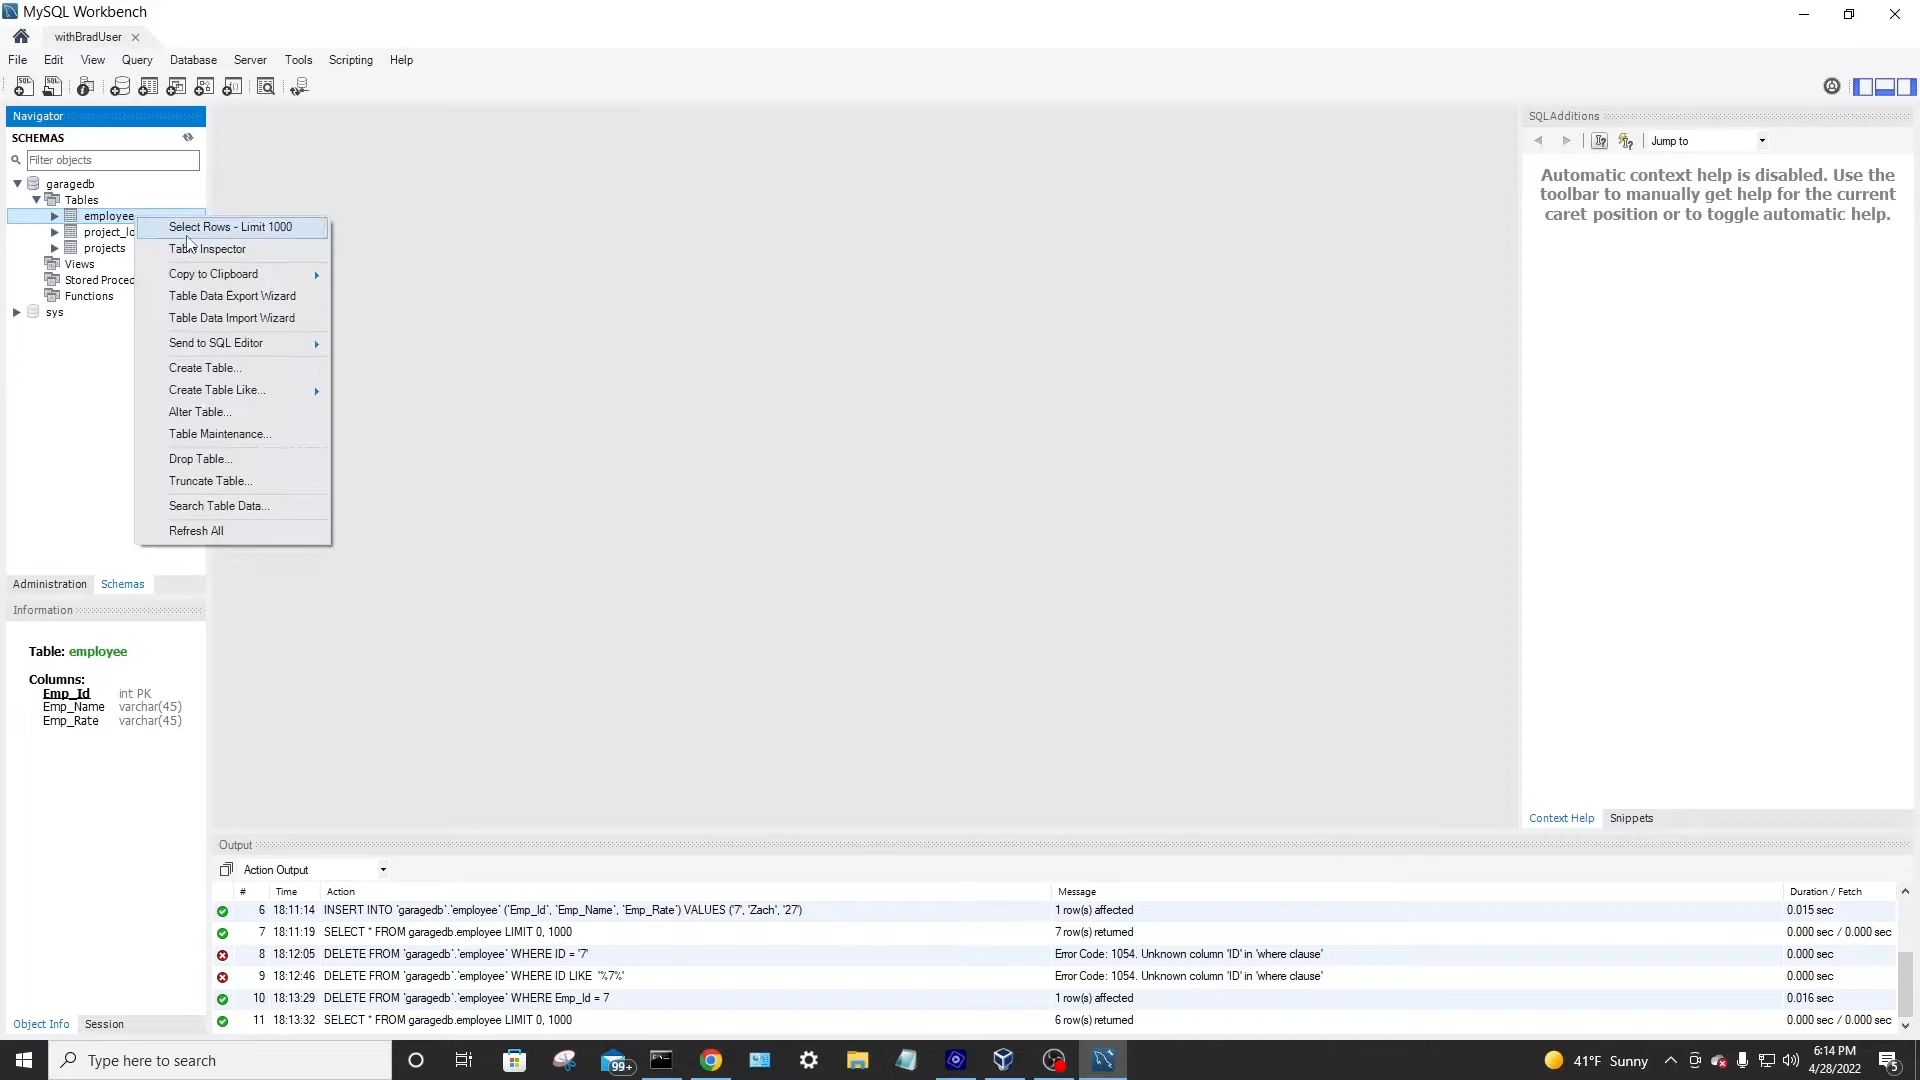 MySQL Workbench
withBradUser
File Edit View Query Database Server Tools Scripting Help
Navigator
SCHEMAS
Filter objects
garagedb
Tables
employee
project_lo
projects
Views
Stored Proced
Functions
sys
Select Rows - Limit 1000
Table Inspector
Copy to Clipboard
Table Data Export Wizard
Table Data Import Wizard
Send to SQL Editor
Create Table...
Create Table Like...
Alter Table...
Table Maintenance...
Drop Table...
Truncate Table...
Search Table Data...
Refresh All
Administration Schemas
Information
Table: employee
Columns:
Emp_Id int PK
Emp_Name varchar(45)
Emp_Rate varchar(45)
Object Info Session
SQLAdditions
Jump to
Automatic context help is disabled. Use the
toolbar to manually get help for the current
caret position or to toggle automatic help.
Context Help Snippets
Output
Action Output
# Time Action Message Duration / Fetch
6 18:11:14 INSERT INTO `garagedb`.`employee` (`Emp_Id`, `Emp_Name`, `Emp_Rate`) VALUES ('7', 'Zach', '27') 1 row(s) affected 0.015 sec
7 18:11:19 SELECT * FROM garagedb.employee LIMIT 0, 1000 7 row(s) returned 0.000 sec / 0.000 sec
8 18:12:05 DELETE FROM `garagedb`.`employee` WHERE ID = '7' Error Code: 1054. Unknown column 'ID' in 'where clause' 0.000 sec
9 18:12:46 DELETE FROM `garagedb`.`employee` WHERE ID LIKE '%7%' Error Code: 1054. Unknown column 'ID' in 'where clause' 0.000 sec
10 18:13:29 DELETE FROM `garagedb`.`employee` WHERE Emp_Id = 7 1 row(s) affected 0.016 sec
11 18:13:32 SELECT * FROM garagedb.employee LIMIT 0, 1000 6 row(s) returned 0.000 sec / 0.000 sec
Type here to search
99+
41°F Sunny
6:14 PM
4/28/2022
5